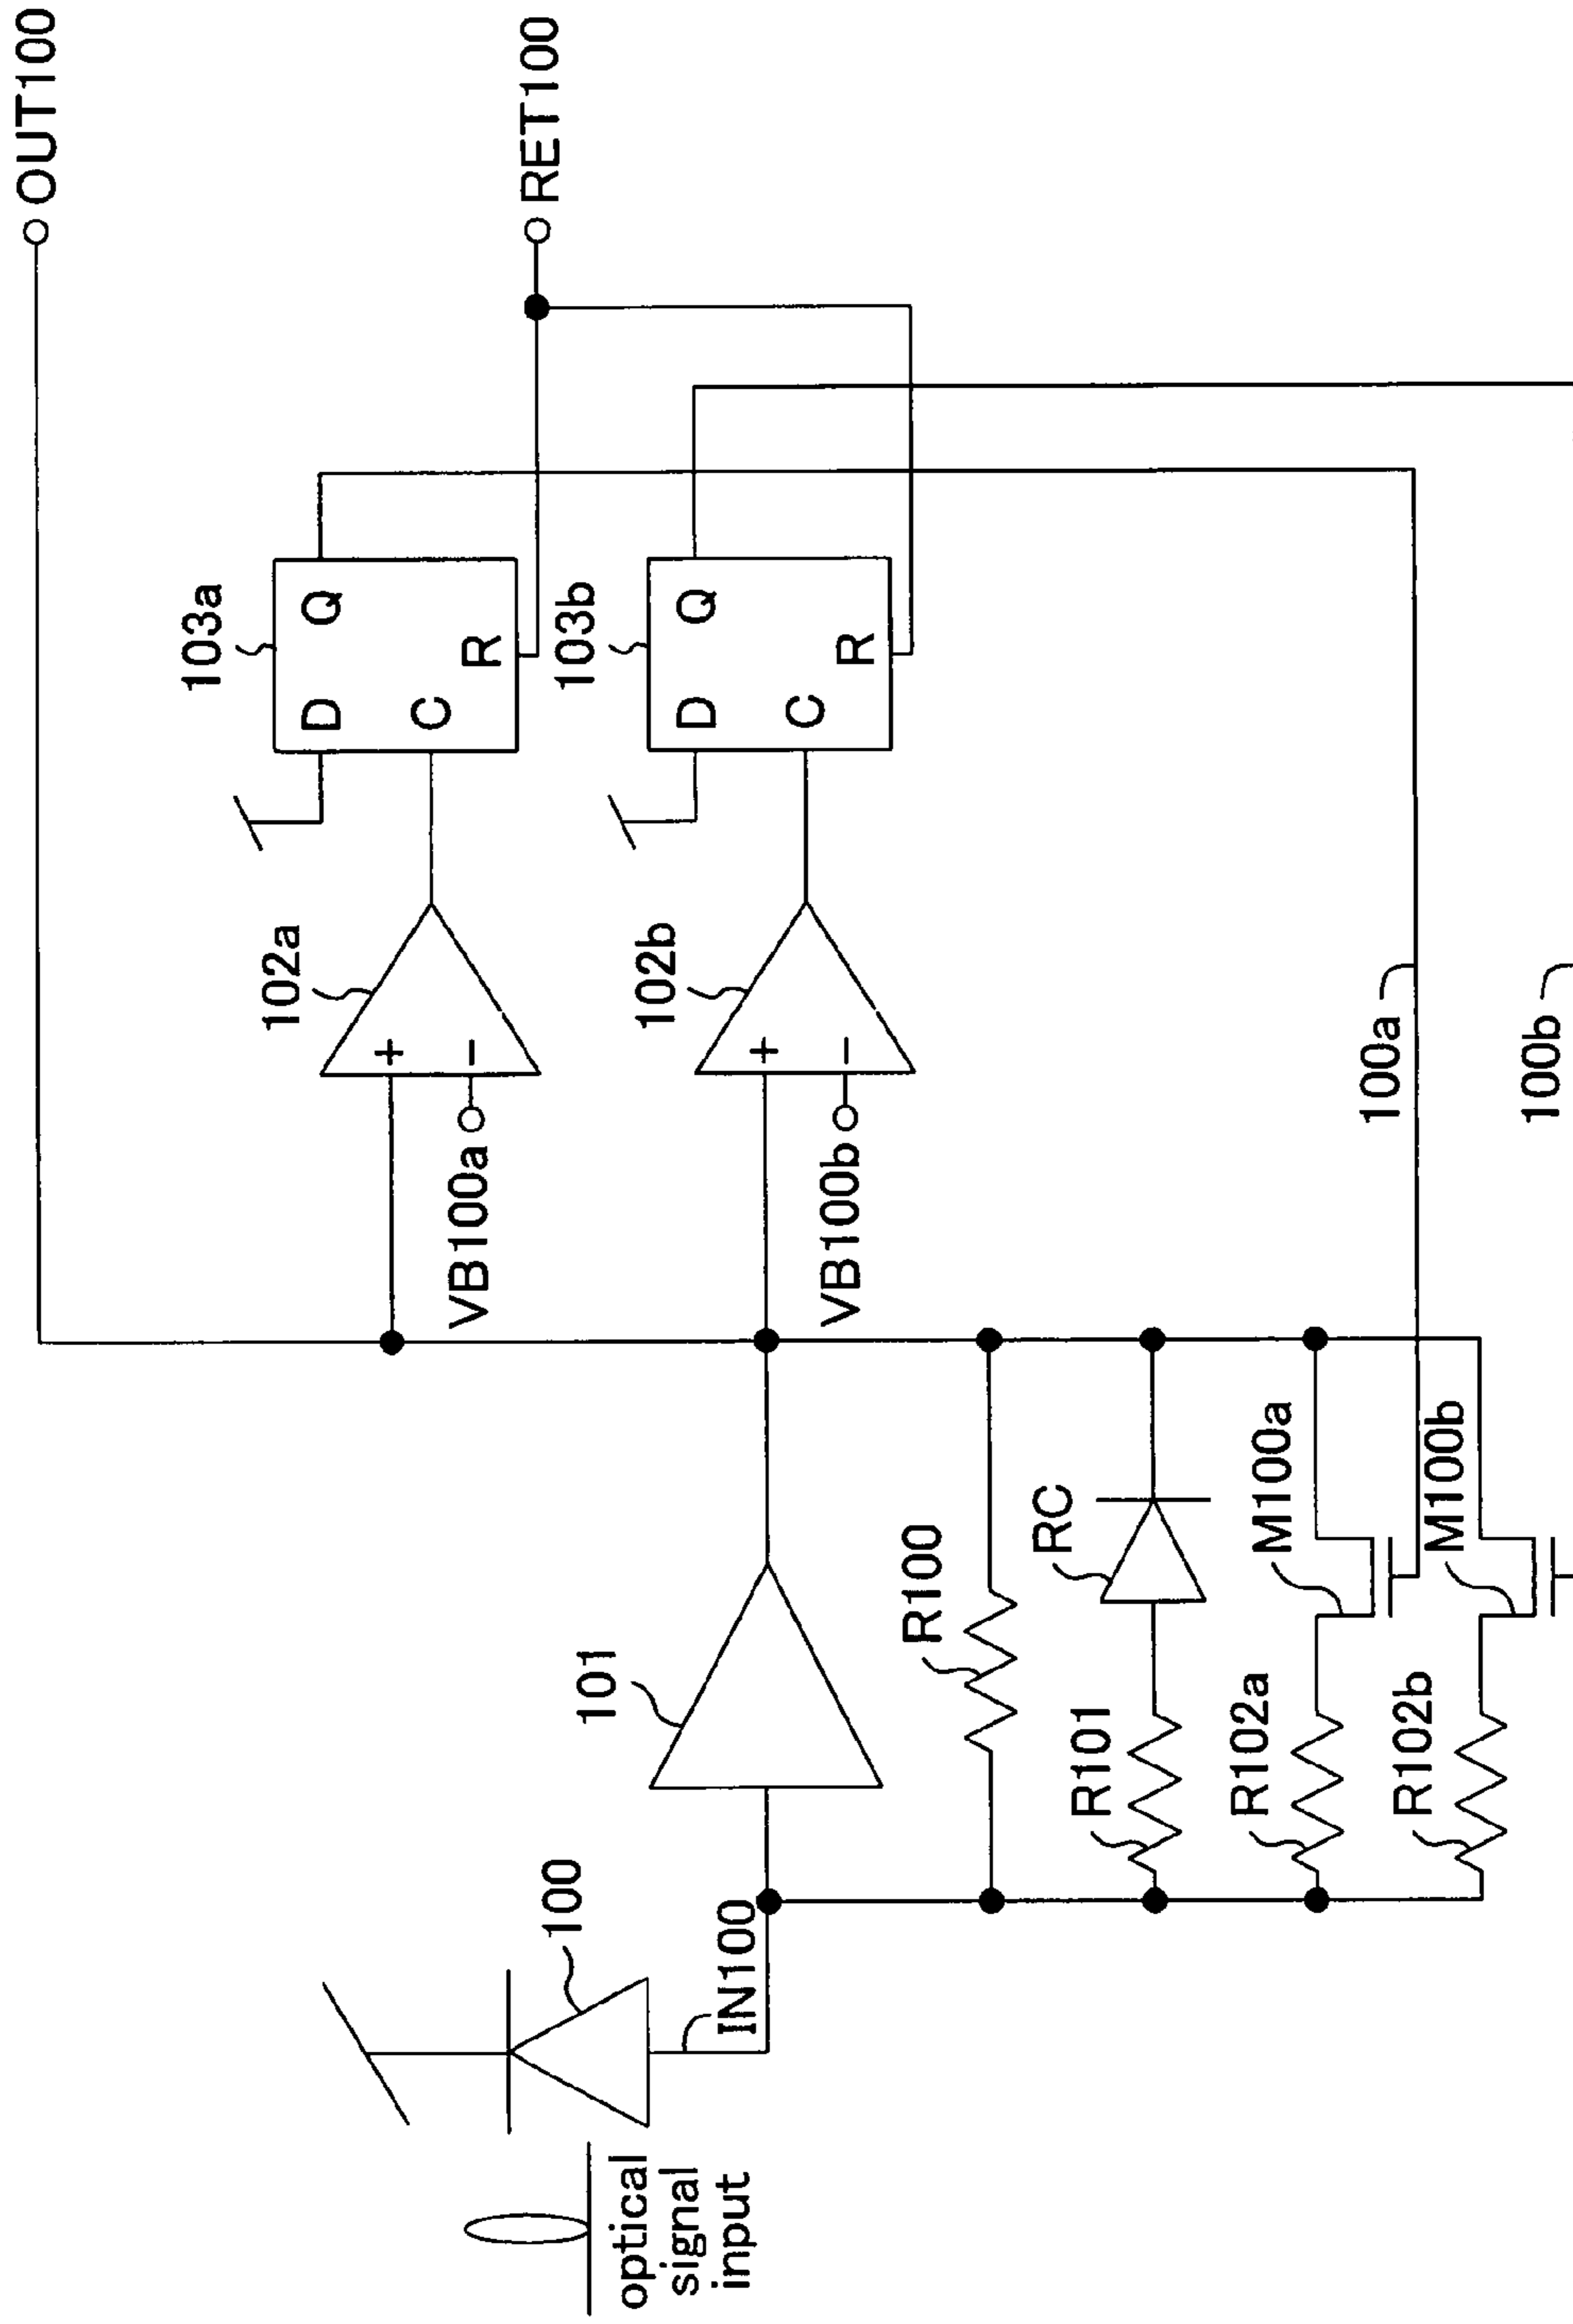 OUT100
RET100
103a
D
Q
C
R
103b
D
Q
C
R
102a
+
−
VB100a
102b
+
−
VB100b
100a
100b
101
100
IN100
optical
signal
input
R100
RC
R101
M100a
R102a
M100b
R102b